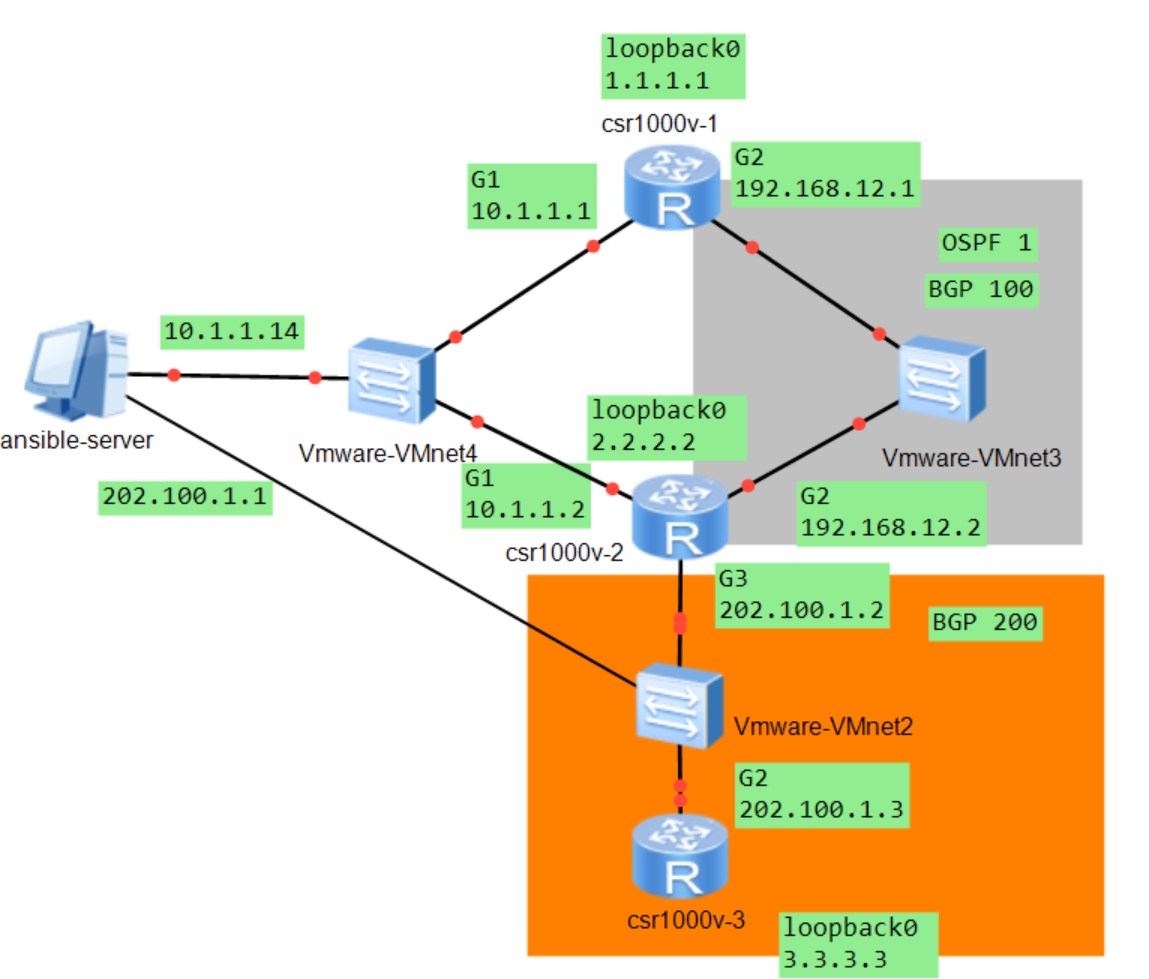 loopback0
1.1.1.1
csr1000v-1
G2
192.168.12.1
G1
10.1.1.1
OSPF 1
BGP 100
10.1.1.14
ansible-server
Vmware-VMnet4
loopback0
2.2.2.2
Vmware-VMnet3
G1
10.1.1.2
202.100.1.1
G2
192.168.12.2
csr1000v-2
G3
202.100.1.2
BGP 200
Vmware-VMnet2
G2
202.100.1.3
R
R
R
csr1000v-3
loopback0
3.3.3.3